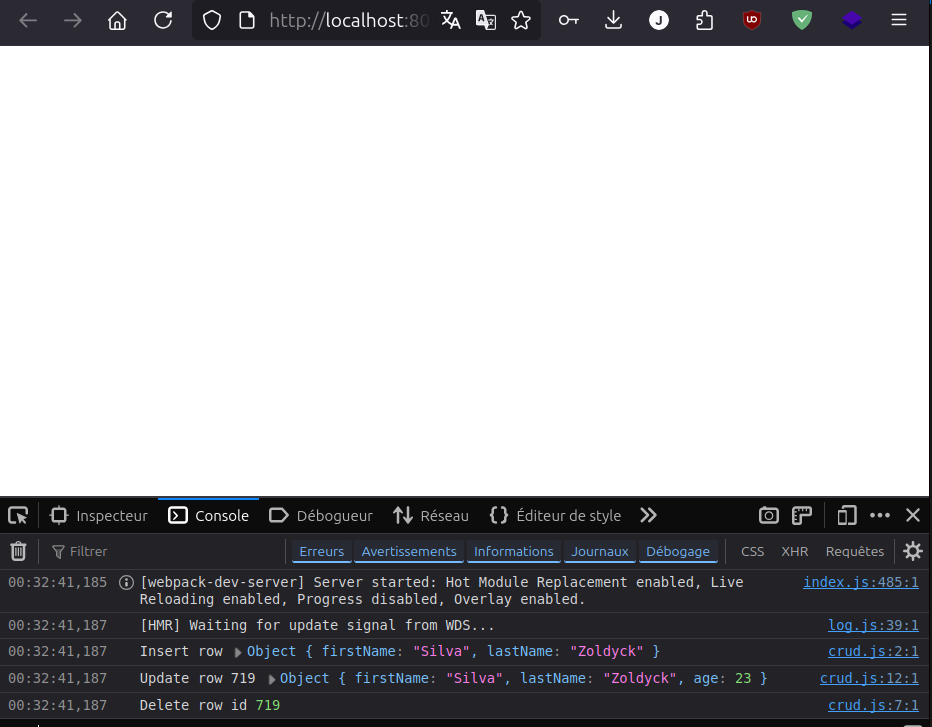 http://localhost:80
Inspecteur Console Débogueur Réseau Éditeur de style
Filtrer Erreurs Avertissements Informations Journaux Débogage CSS XHR Requêtes
00:32:41,185 [webpack-dev-server] Server started: Hot Module Replacement enabled, Live index.js:485:1
Reloading enabled, Progress disabled, Overlay enabled.
00:32:41,187 [HMR] Waiting for update signal from WDS... log.js:39:1
00:32:41,187 Insert row Object { firstName: "Silva", lastName: "Zoldyck" } crud.js:2:1
00:32:41,187 Update row 719 Object { firstName: "Silva", lastName: "Zoldyck", age: 23 } crud.js:12:1
00:32:41,187 Delete row id 719 crud.js:7:1